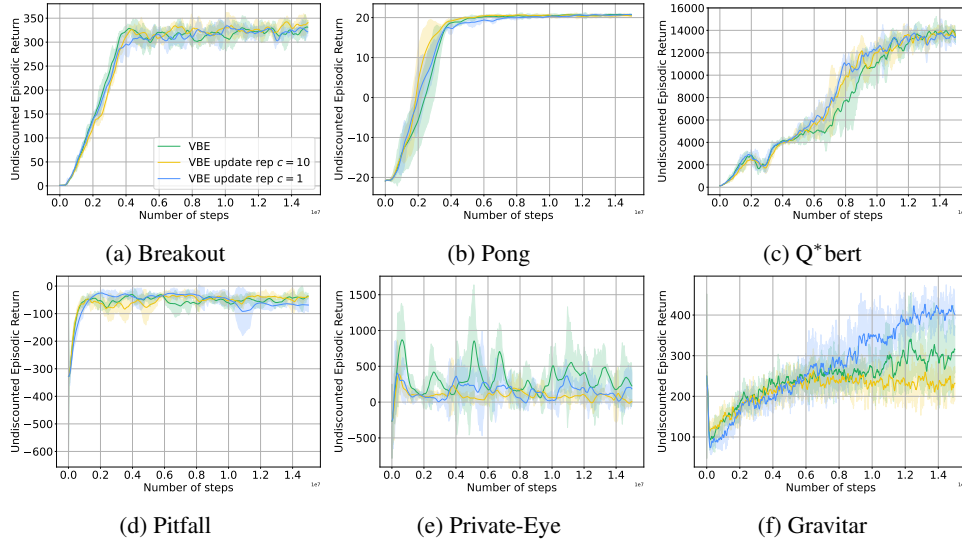 Undiscounted Episodic Return
350
300
250
200
150
100
50
0
VBE
VBE update rep c = 10
VBE update rep c = 1
0.0 0.2 0.4 0.6 0.8 1.0 1.2 1.4
Number of steps
1e7
(a) Breakout
Undiscounted Episodic Return
20
10
0
−10
−20
0.0 0.2 0.4 0.6 0.8 1.0 1.2 1.4
Number of steps
1e7
(b) Pong
Undiscounted Episodic Return
16000
14000
12000
10000
8000
6000
4000
2000
0
0.0 0.2 0.4 0.6 0.8 1.0 1.2 1.4
Number of steps
1e7
(c) Q*bert
Undiscounted Episodic Return
0
−100
−200
−300
−400
−500
−600
0.0 0.2 0.4 0.6 0.8 1.0 1.2 1.4
Number of steps
1e7
(d) Pitfall
Undiscounted Episodic Return
1500
1000
500
0
−500
0.0 0.2 0.4 0.6 0.8 1.0 1.2 1.4
Number of steps
1e7
(e) Private-Eye
Undiscounted Episodic Return
400
300
200
100
0.0 0.2 0.4 0.6 0.8 1.0 1.2 1.4
Number of steps
1e7
(f) Gravitar